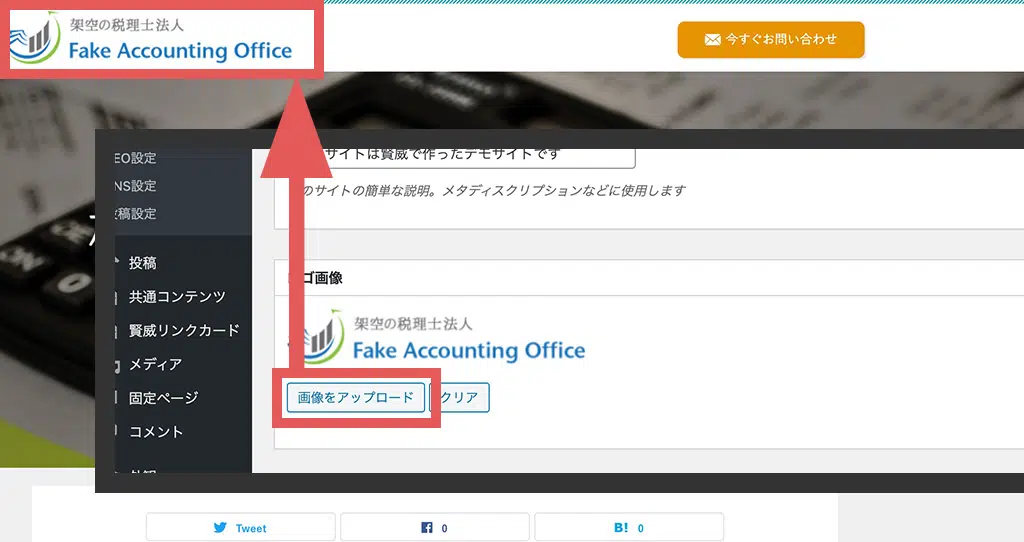 架空の税理士法人
Fake Accounting Office
今すぐお問い合わせ
EO設定
NS設定
稿設定
投稿
共通コンテンツ
賢威リンクカード
メディア
固定ページ
コメント
サイトは賢威で作ったデモサイトです
のサイトの簡単な説明。メタディスクリプションなどに使用します
ゴ画像
架空の税理士法人
Fake Accounting Office
画像をアップロード
クリア
Tweet
0
B! 0